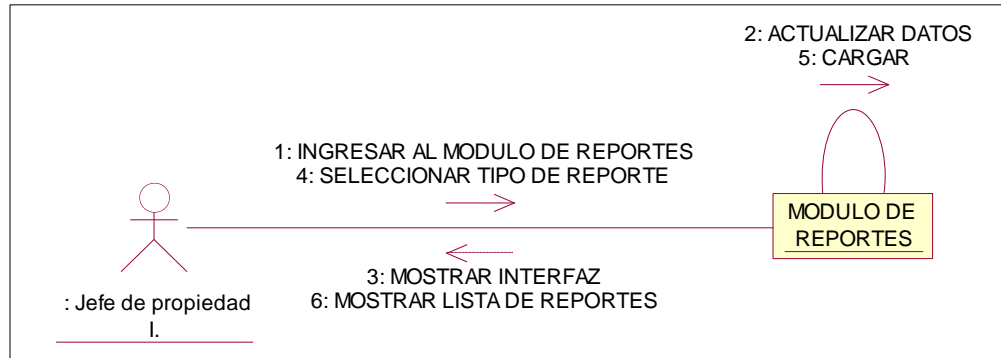 2: ACTUALIZAR DATOS
5: CARGAR
1: INGRESAR AL MODULO DE REPORTES
4: SELECCIONAR TIPO DE REPORTE
MODULO DE
REPORTES
3: MOSTRAR INTERFAZ
6: MOSTRAR LISTA DE REPORTES
: Jefe de propiedad
I.